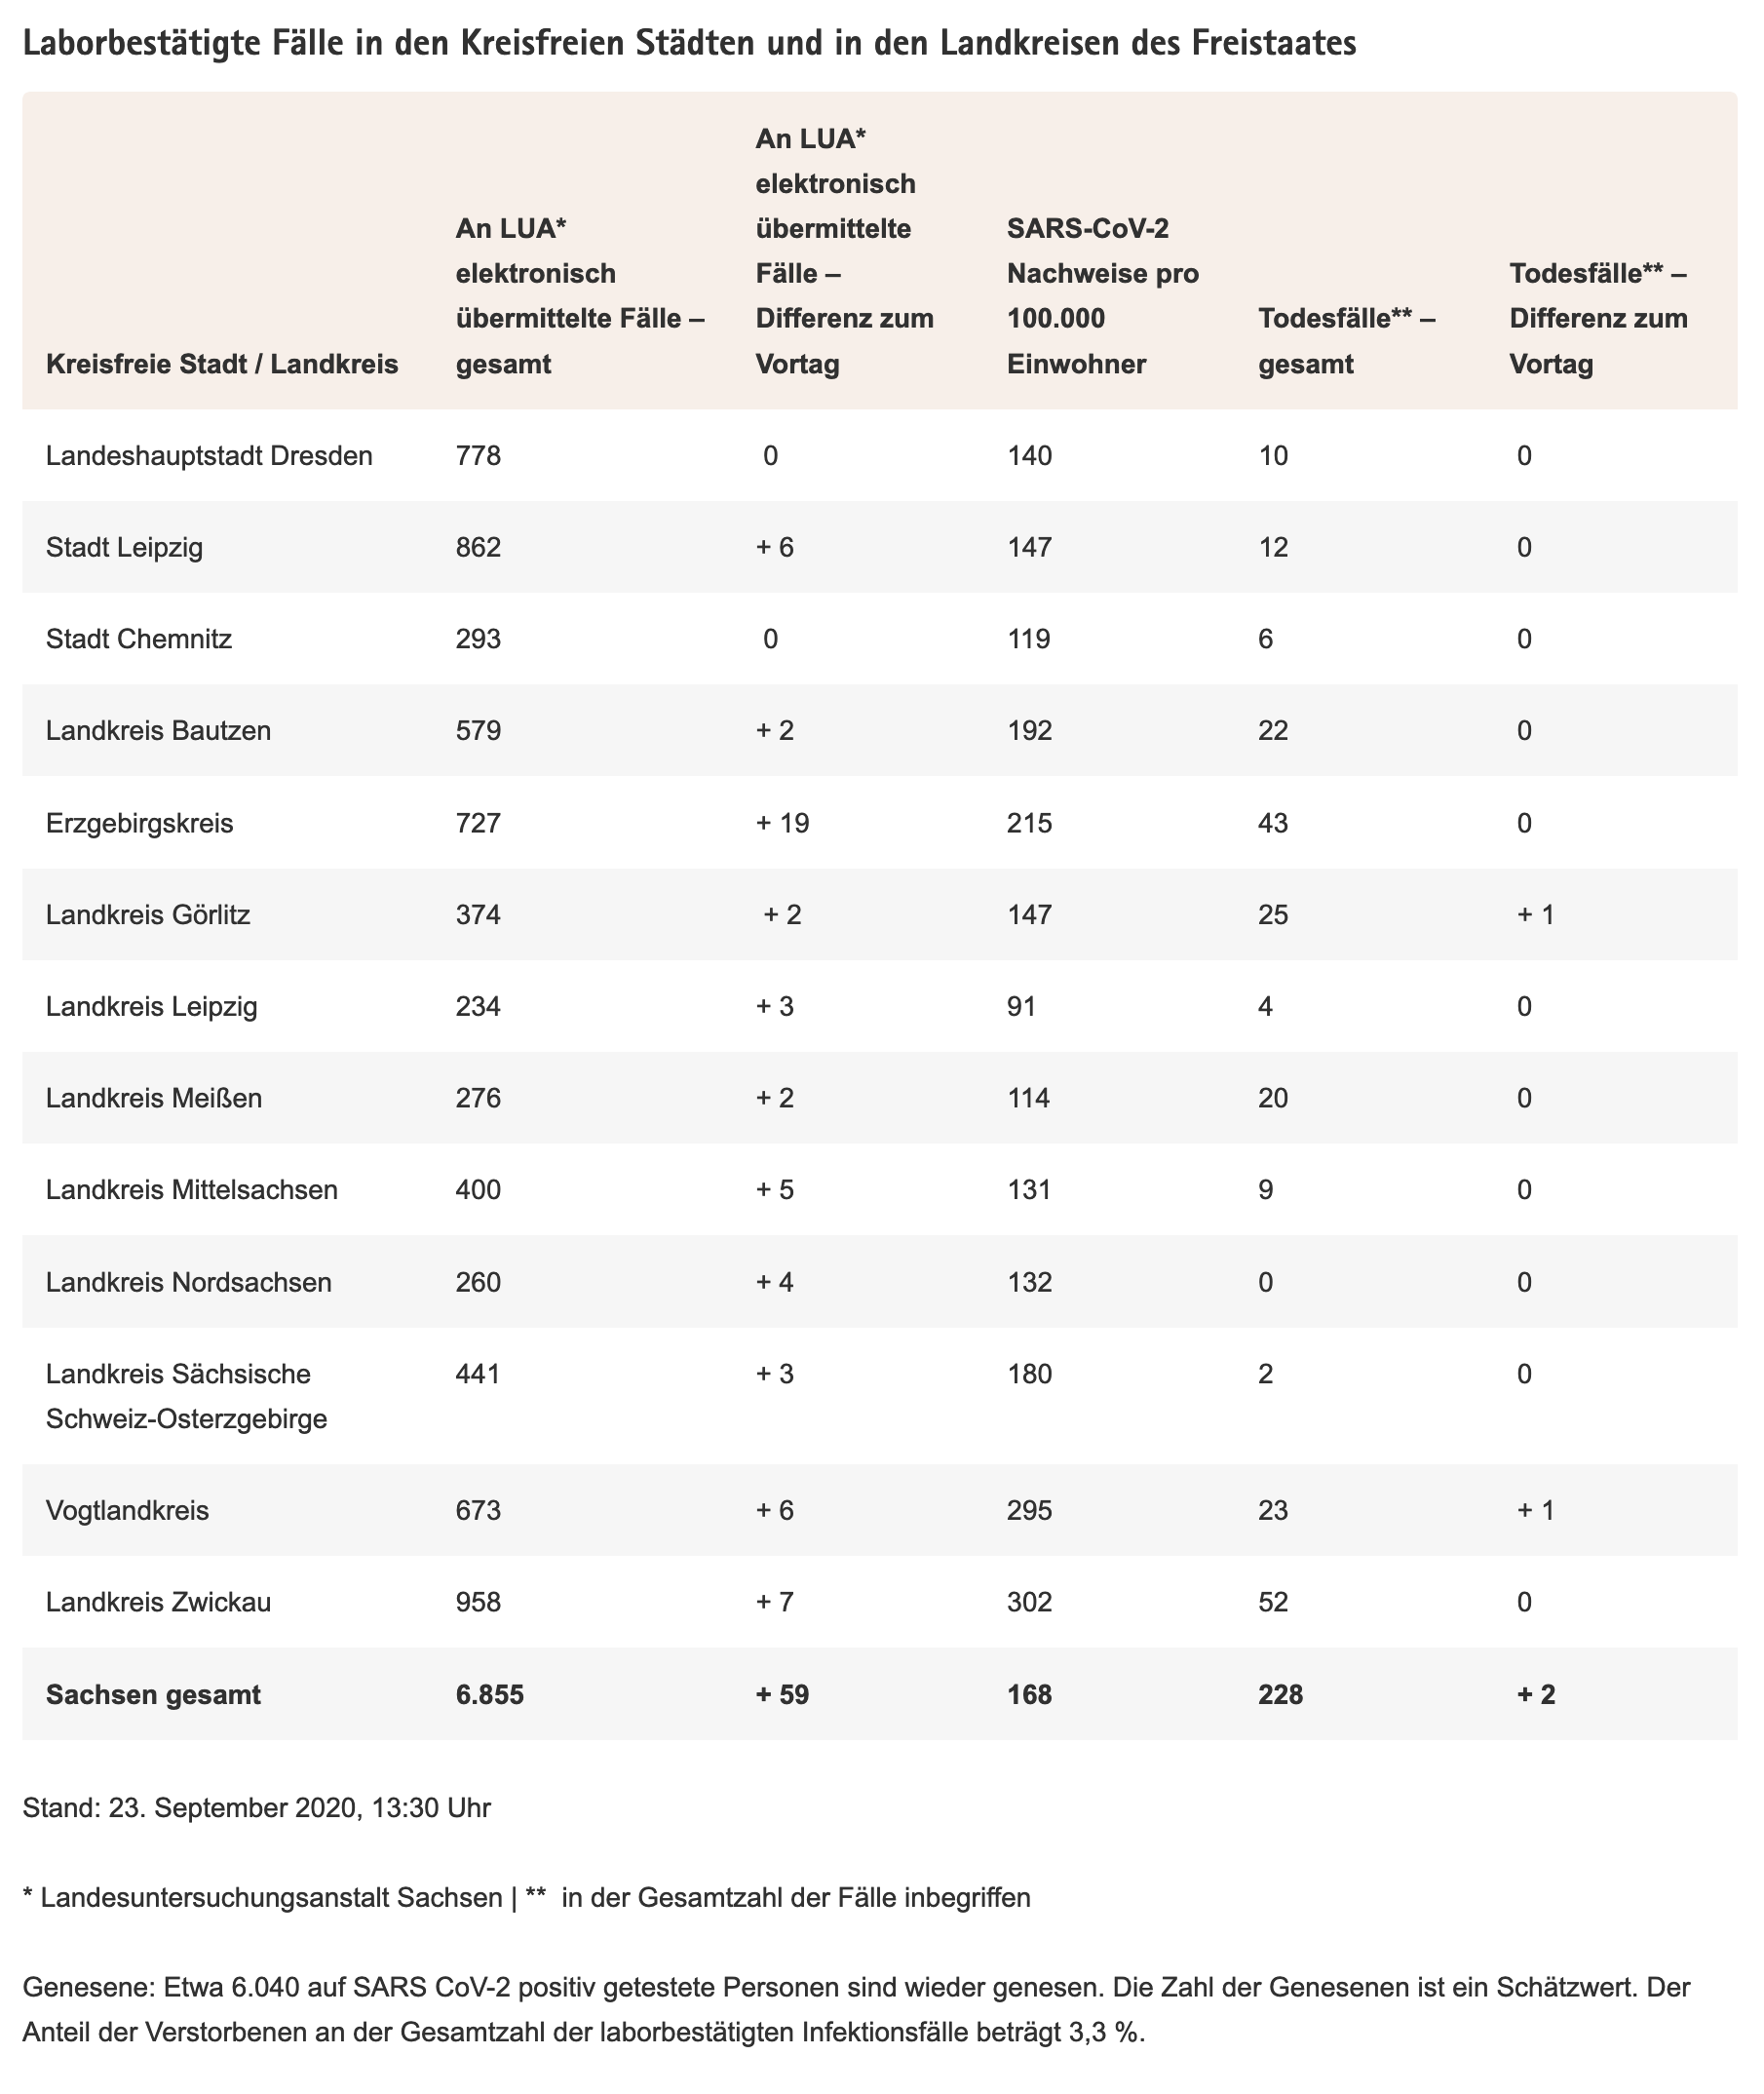 Laborbestätigte Fälle in den Kreisfreien Städten und in den Landkreisen des Freistaates
Kreisfreie Stadt / Landkreis
An LUA*
elektronisch
übermittelte Fälle –
gesamt
An LUA*
elektronisch
übermittelte
Fälle –
Differenz zum
Vortag
SARS-CoV-2
Nachweise pro
100.000
Einwohner
Todesfälle** –
gesamt
Todesfälle** –
Differenz zum
Vortag
Landeshauptstadt Dresden 778 0 140 10 0
Stadt Leipzig 862 + 6 147 12 0
Stadt Chemnitz 293 0 119 6 0
Landkreis Bautzen 579 + 2 192 22 0
Erzgebirgskreis 727 + 19 215 43 0
Landkreis Görlitz 374 + 2 147 25 + 1
Landkreis Leipzig 234 + 3 91 4 0
Landkreis Meißen 276 + 2 114 20 0
Landkreis Mittelsachsen 400 + 5 131 9 0
Landkreis Nordsachsen 260 + 4 132 0 0
Landkreis Sächsische 441 + 3 180 2 0
Schweiz-Osterzgebirge
Vogtlandkreis 673 + 6 295 23 + 1
Landkreis Zwickau 958 + 7 302 52 0
Sachsen gesamt 6.855 + 59 168 228 + 2
Stand: 23. September 2020, 13:30 Uhr
* Landesuntersuchungsanstalt Sachsen | ** in der Gesamtzahl der Fälle inbegriffen
Genesene: Etwa 6.040 auf SARS CoV-2 positiv getestete Personen sind wieder genesen. Die Zahl der Genesenen ist ein Schätzwert. Der
Anteil der Verstorbenen an der Gesamtzahl der laborbestätigten Infektionsfälle beträgt 3,3 %.